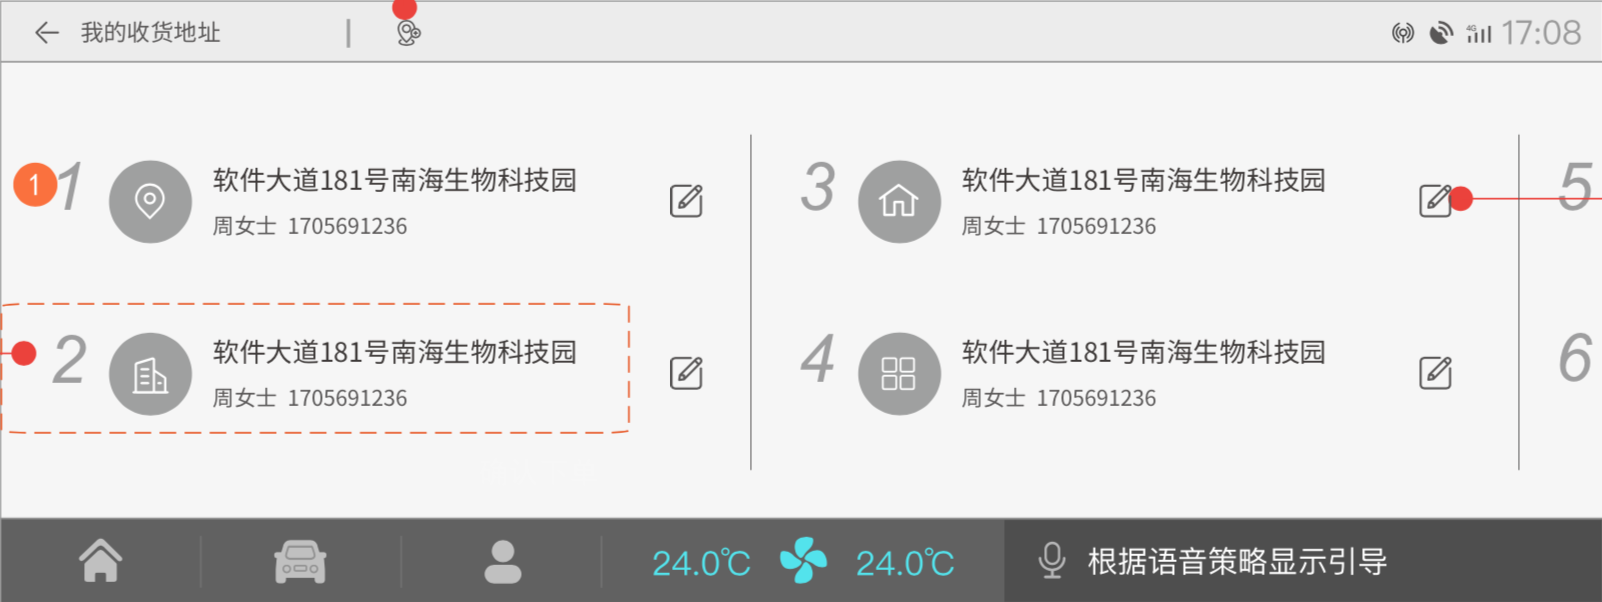 我的收货地址
4G 17:08
1 1 软件大道181号南海生物科技园
周女士 1705691236
2 软件大道181号南海生物科技园
周女士 1705691236
3 软件大道181号南海生物科技园
周女士 1705691236
4 软件大道181号南海生物科技园
周女士 1705691236
5
6
24.0℃ 24.0℃ 根据语音策略显示引导